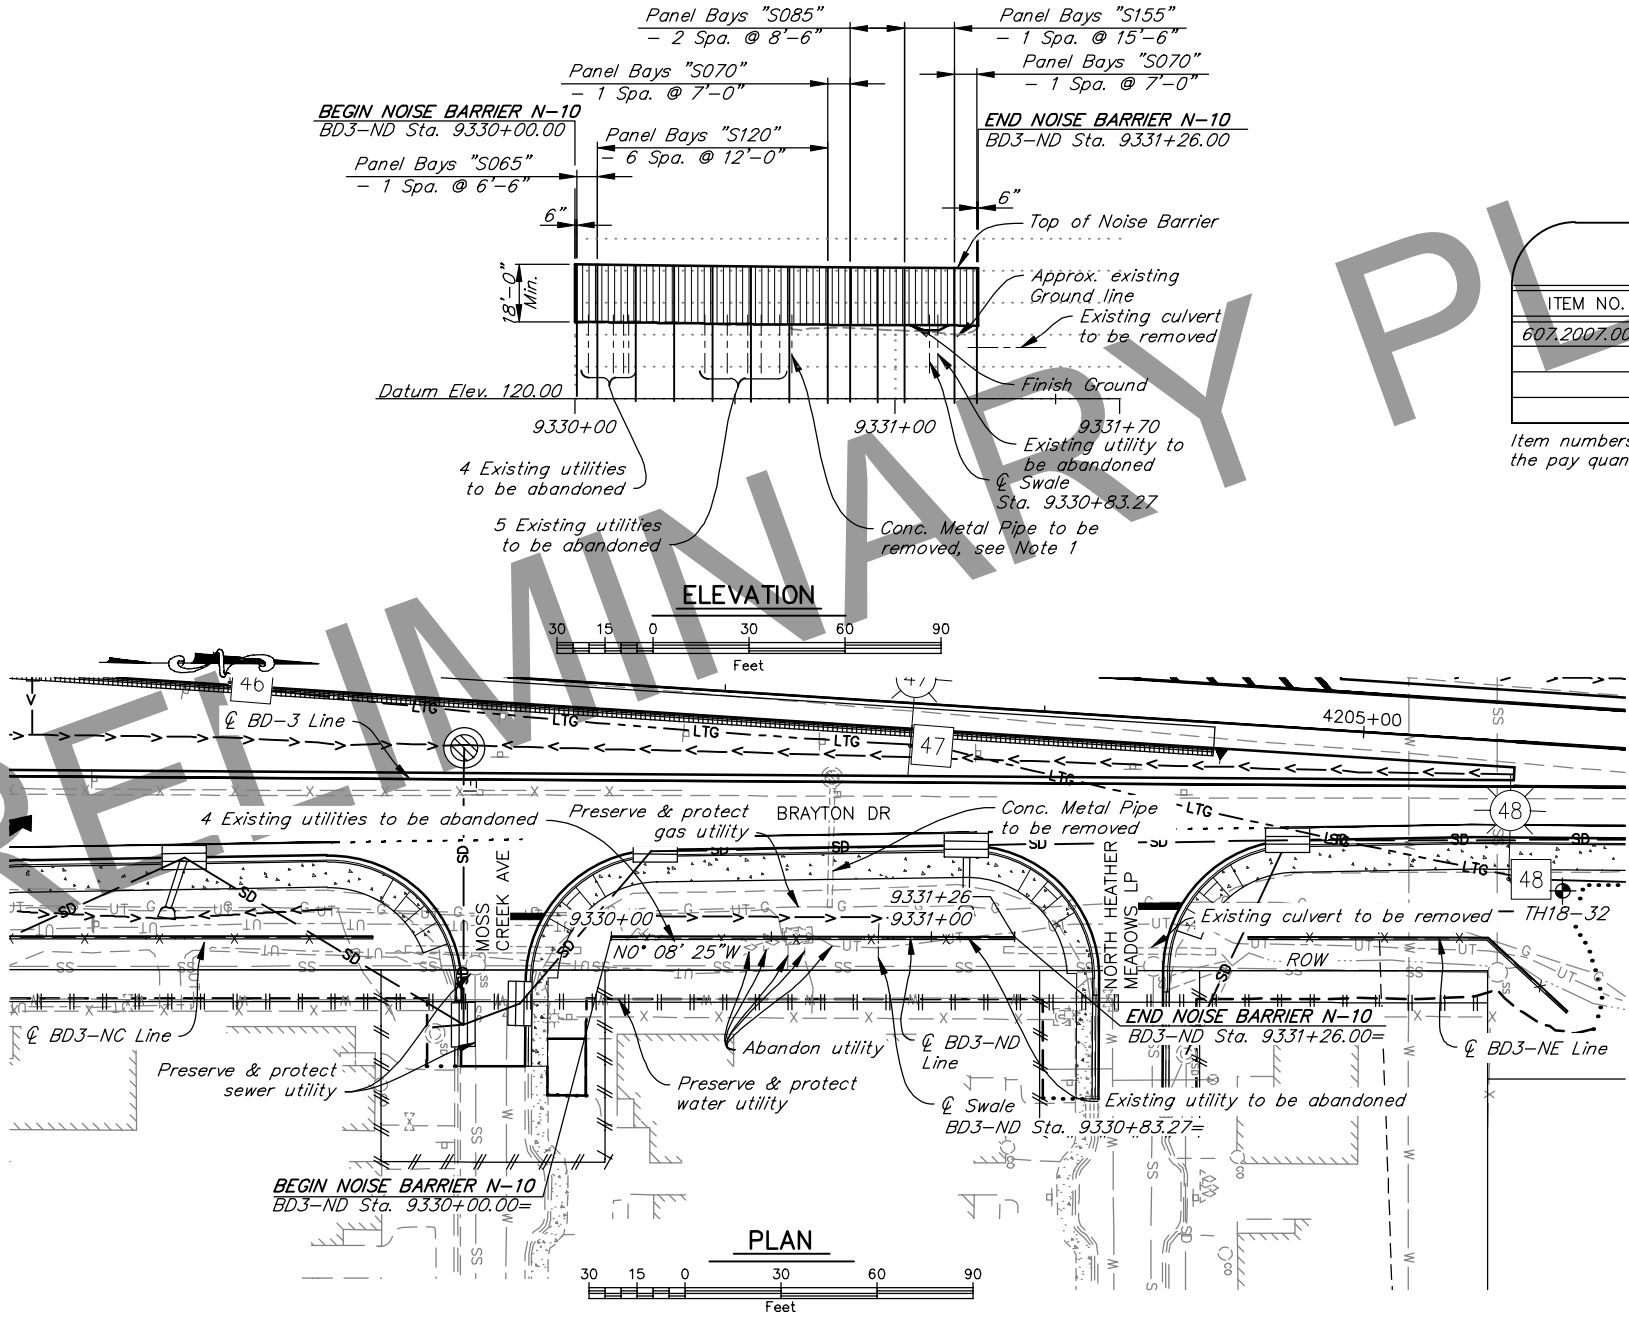 Panel Bays "S085"
- 2 Spa. @ 8'-6"
Panel Bays "S155"
- 1 Spa. @ 15'-6"
Panel Bays "S070"
- 1 Spa. @ 7'-0"
Panel Bays "S070"
- 1 Spa. @ 7'-0"
BEGIN NOISE BARRIER N-10
BD3-ND Sta. 9330+00.00
Panel Bays "S120"
- 6 Spa. @ 12'-0"
END NOISE BARRIER N-10
BD3-ND Sta. 9331+26.00
Panel Bays "S065"
- 1 Spa. @ 6'-6"
6"
6"
Top of Noise Barrier
18'-0"
Min.
Approx. existing
Ground line
Existing culvert
to be removed
Finish Ground
Datum Elev. 120.00
9330+00
9331+00
9331+70
Existing utility to
be abandoned
4 Existing utilities
to be abandoned
℄ Swale
Sta. 9330+83.27
5 Existing utilities
to be abandoned
Conc. Metal Pipe to be
removed, see Note 1
ITEM NO.
607.2007.00
Item numbers
the pay quan
PRELIMINARY PL
ELEVATION
30 15 0 30 60 90
Feet
46
47
47
℄ BD-3 Line
LTG LTG LTG LTG LTG LTG LTG
4205+00
48
48
TH18-32
4 Existing utilities to be abandoned
Preserve & protect
gas utility
BRAYTON DR
Conc. Metal Pipe
to be removed
MOSS
CREEK AVE
NORTH HEATHER
MEADOWS LP
9330+00
9331+26
9331+00
N0° 08' 25"W
Existing culvert to be removed
ROW
℄ BD3-NC Line
Preserve & protect
sewer utility
Abandon utility
℄ BD3-ND
Line
END NOISE BARRIER N-10
BD3-ND Sta. 9331+26.00=
℄ BD3-NE Line
Preserve & protect
water utility
℄ Swale
BD3-ND Sta. 9330+83.27=
Existing utility to be abandoned
BEGIN NOISE BARRIER N-10
BD3-ND Sta. 9330+00.00=
PLAN
30 15 0 30 60 90
Feet